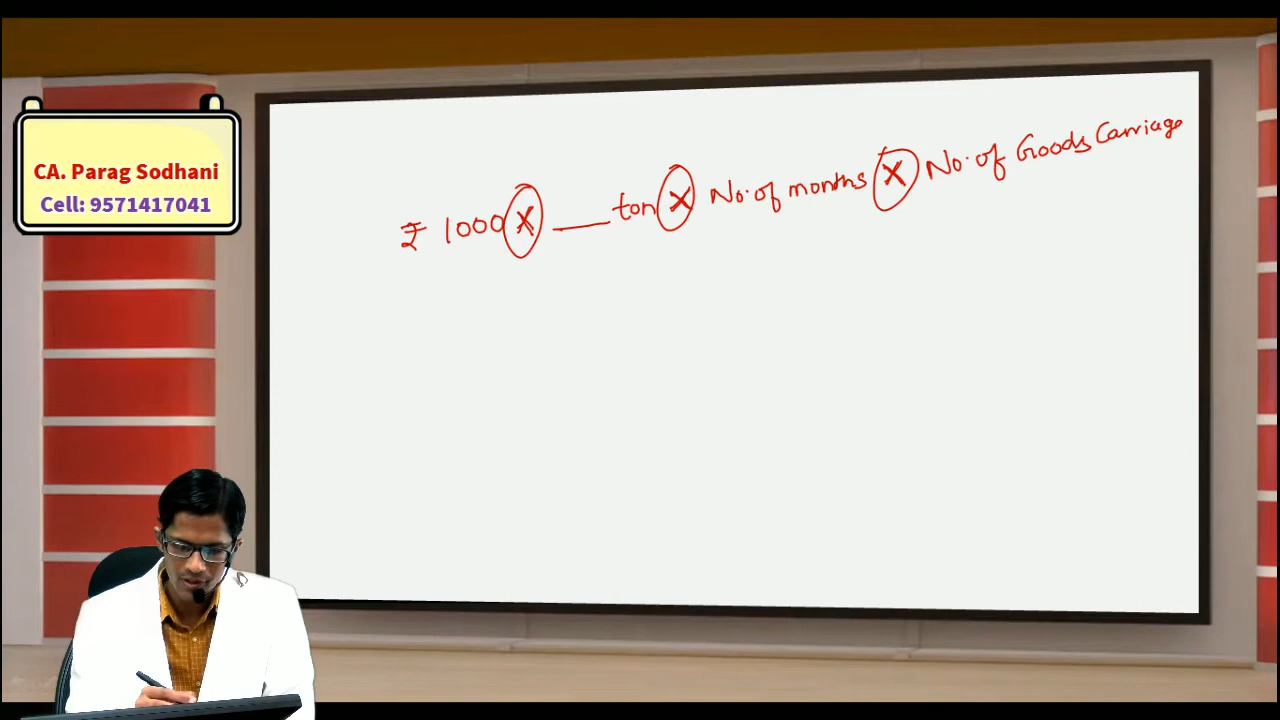 CA. Parag Sodhani
Cell: 9571417041
₹ 1000 X ___ ton X No. of months X No. of Goods Carriage